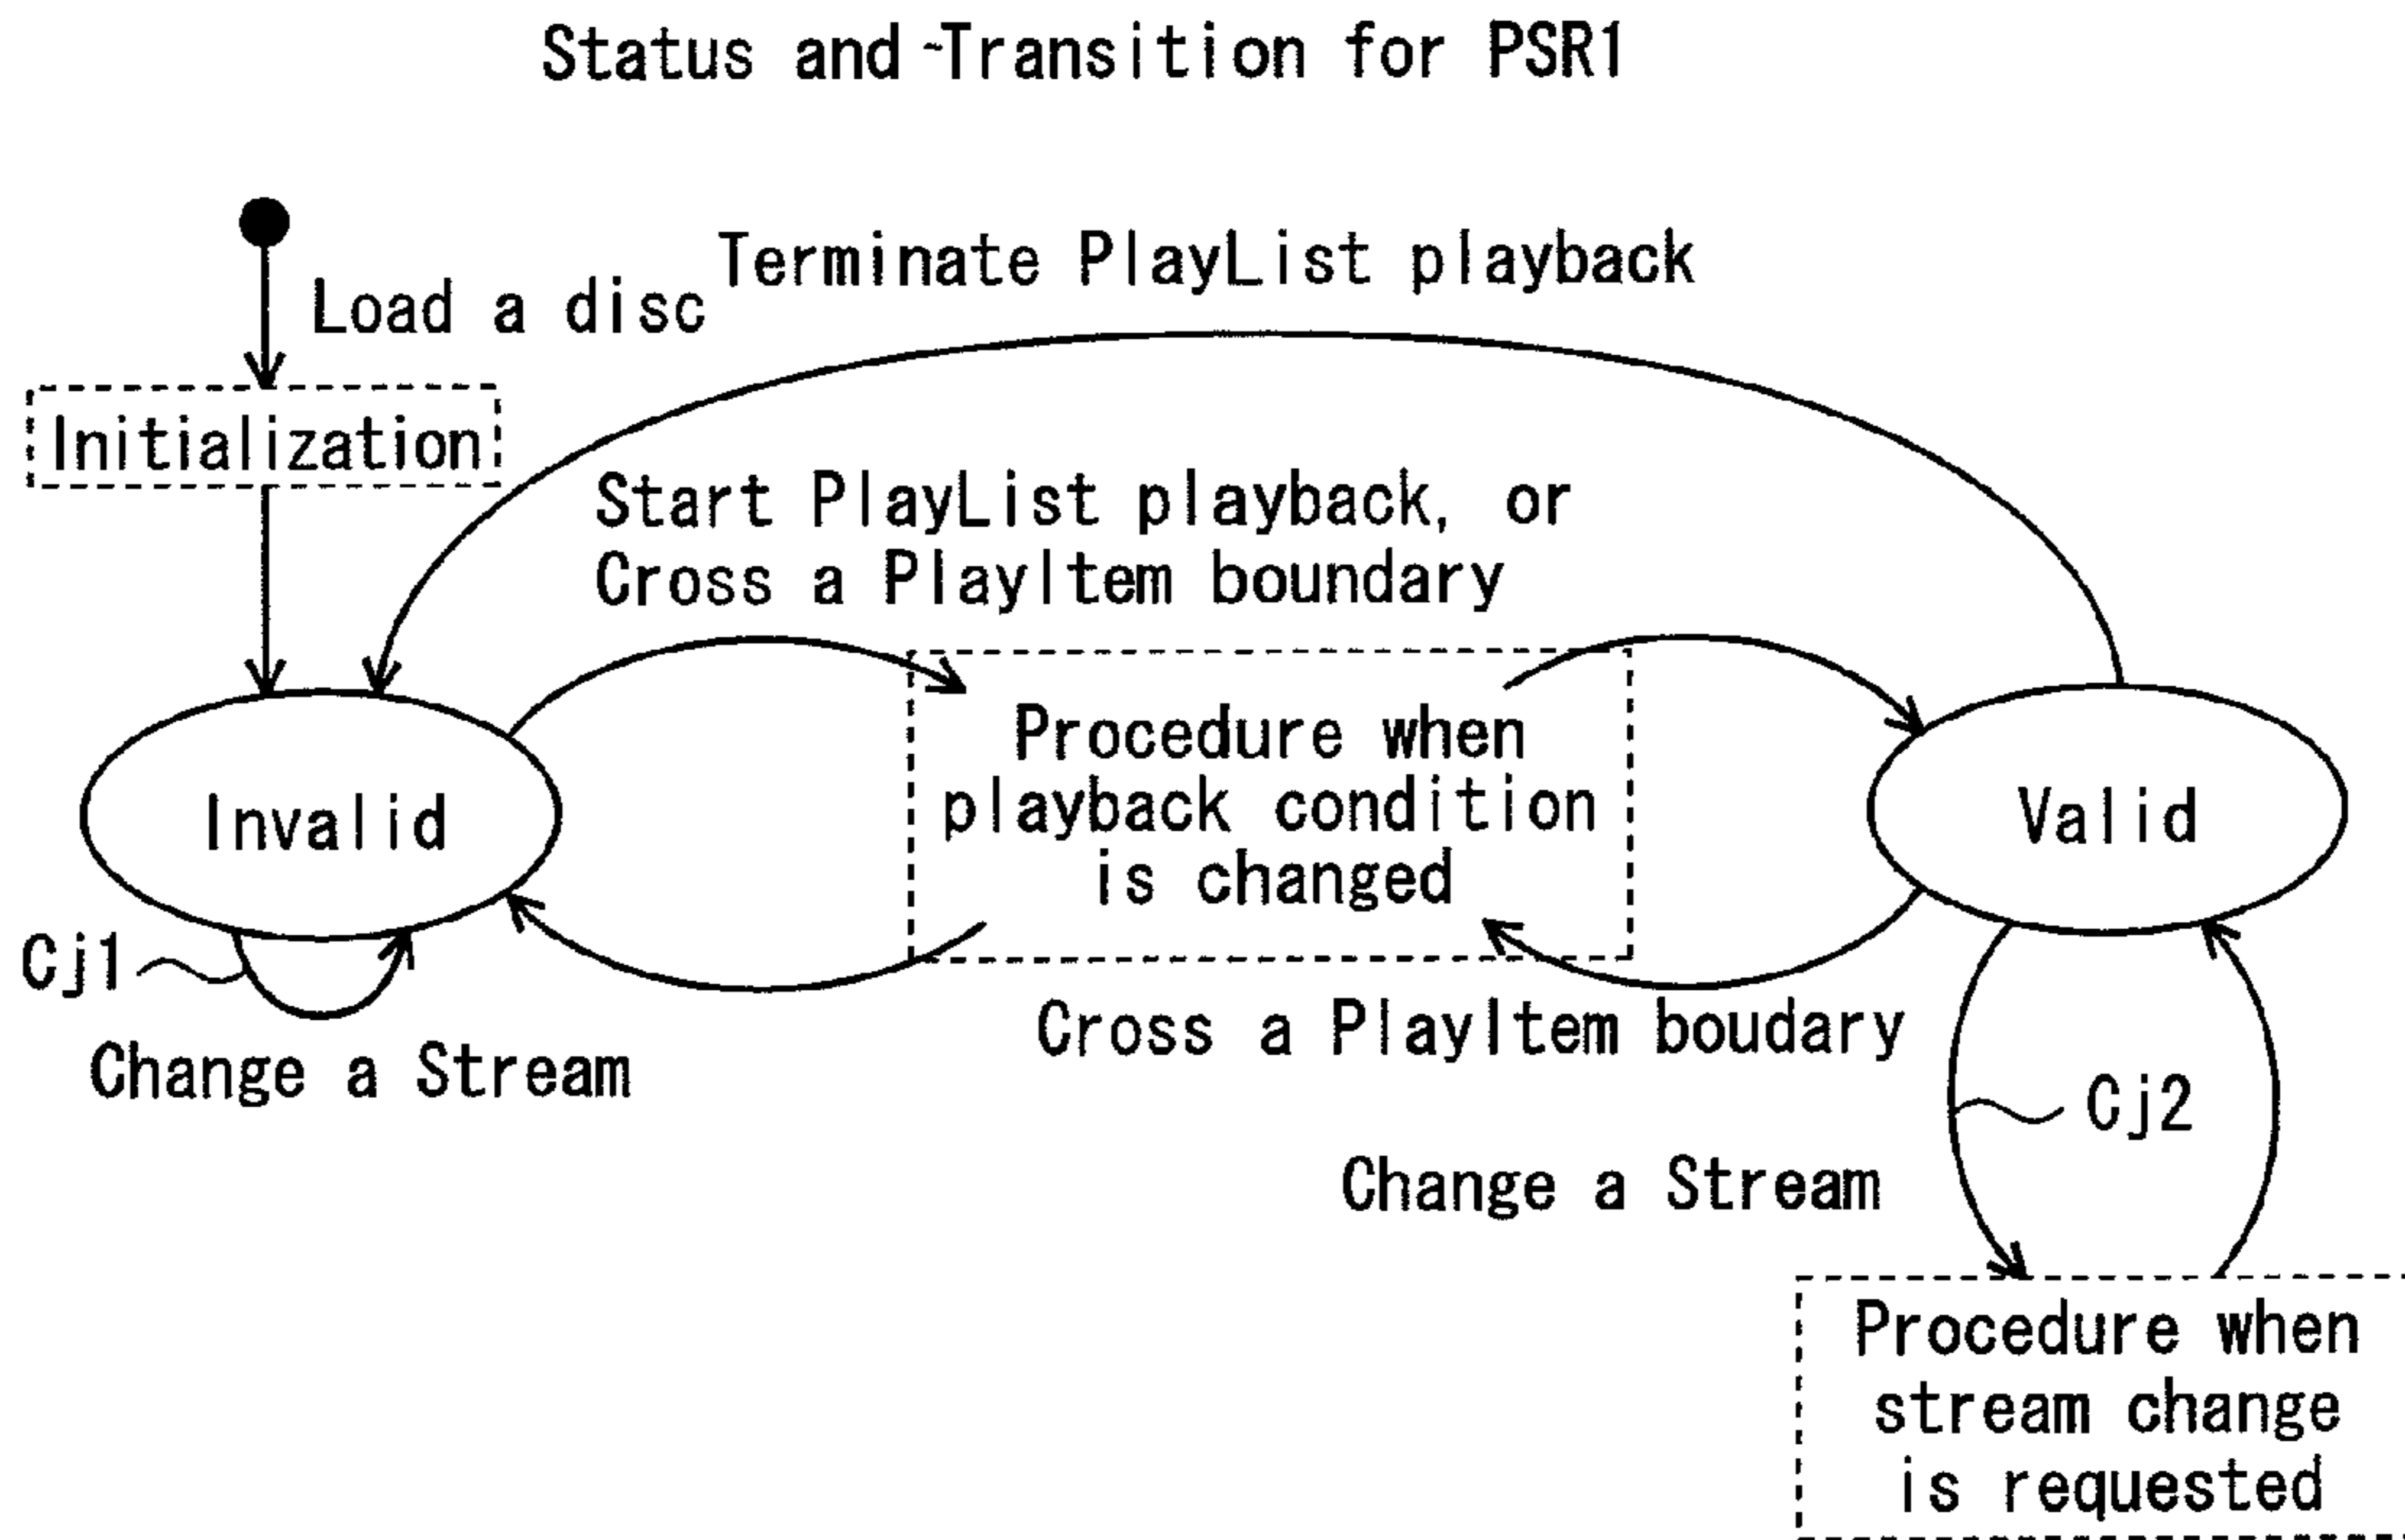 Status and Transition for PSR1
Load a disc
Terminate PlayList playback
Initialization
Start PlayList playback, or
Cross a PlayItem boundary
Procedure when
playback condition
is changed
Invalid
Valid
Cj1
Change a Stream
Cross a PlayItem boudary
Cj2
Change a Stream
Procedure when
stream change
is requested